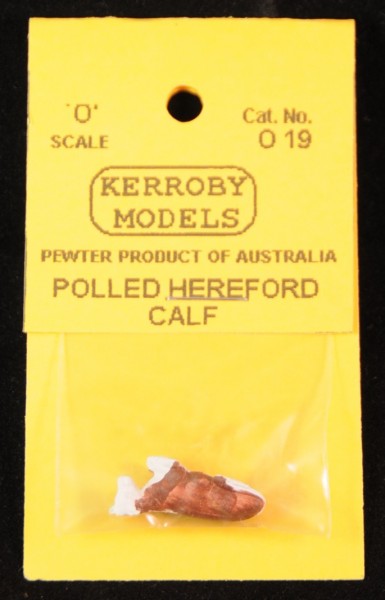 'O'
SCALE
Cat. No.
O 19
KERROBY
MODELS
PEWTER PRODUCT OF AUSTRALIA
POLLED HEREFORD
CALF